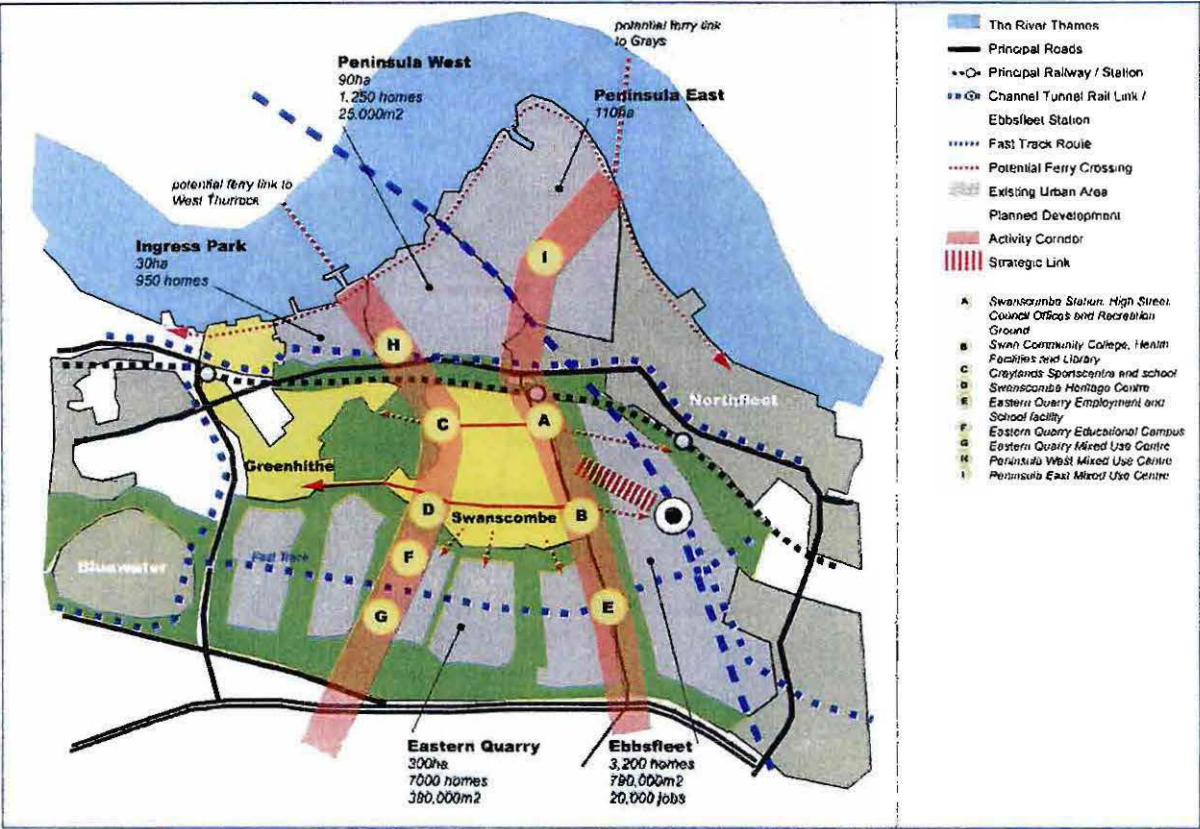 potential ferry link
to Grays
Peninsula West
90ha
1,250 homes
25.000m2
Peninsula East
110ha
potential ferry link to
West Thurrock
Ingress Park
30ha
950 homes
H
I
C
A
Northfleet
Greenhithe
D
Swanscombe
B
Bluewater
Fast Track
F
G
E
Eastern Quarry
300ha
7000 homes
380,000m2
Ebbsfleet
3,200 homes
790,000m2
20,000 jobs
The River Thames
Principal Roads
Principal Railway / Station
Channel Tunnel Rail Link /
Ebbsfleet Station
Fast Track Route
Potential Ferry Crossing
Existing Urban Area
Planned Development
Activity Corridor
Strategic Link
A Swanscombe Station, High Street,
Council Offices and Recreation
Ground
B Swan Community College, Health
Facilities and Library
C Craylands Sportscentre and school
D Swanscombe Heritage Centre
E Eastern Quarry Employment and
School facility
F Eastern Quarry Educational Campus
G Eastern Quarry Mixed Use Centre
H Peninsula West Mixed Use Centre
I Peninsula East Mixed Use Centre